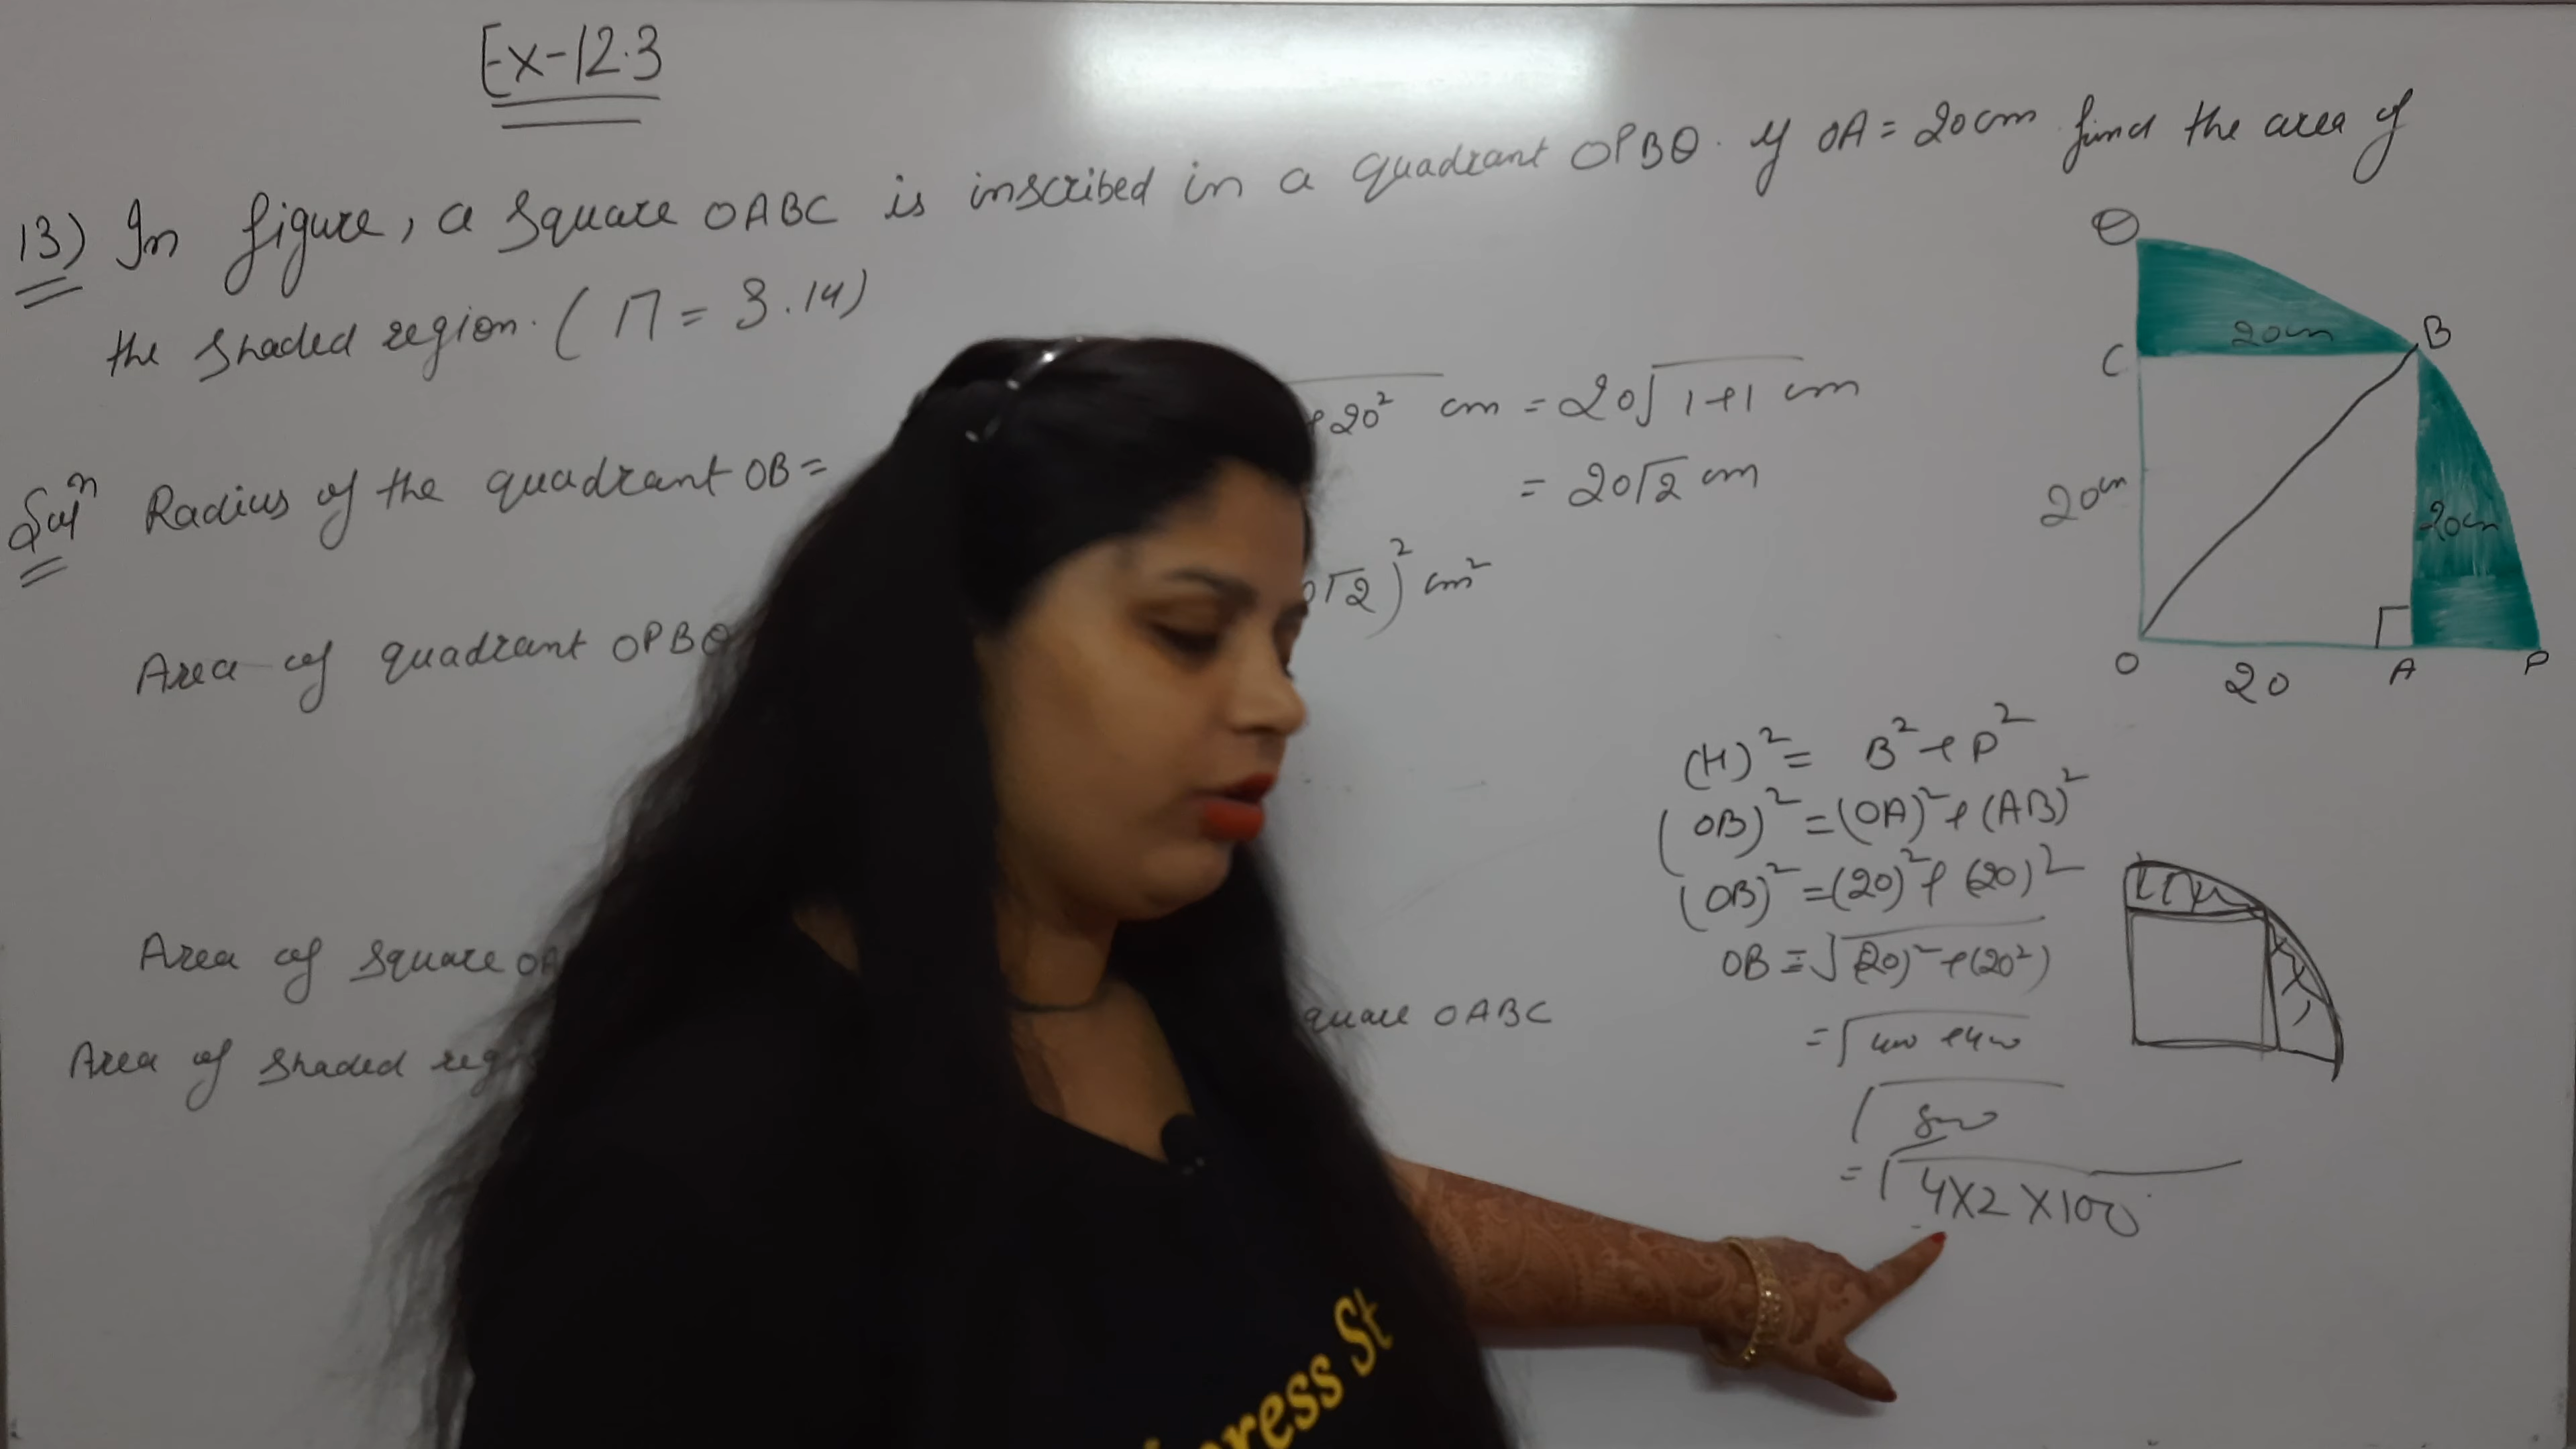 Ex-12.3
13) In figure, a square OABC is inscribed in a quadrant OPBQ. If OA = 20cm find the area of
the shaded region. (Π = 3.14)
Solⁿ Radius of the quadrant OB =
+ 20² cm = 20√1+1 cm
= 20√2 cm
Area of quadrant OPBQ
√2)² cm²
Area of square OA
Area of shaded reg
quare OABC
Q
B
20cm
C
20cm
20cm
O
A
P
20
(H)² = B² + P²
(OB)² = (OA)² + (AB)²
(OB)² = (20)² + (20)²
OB = √(20)² + (20²)
= √400 + 400
√800
= √4X2X100
press St